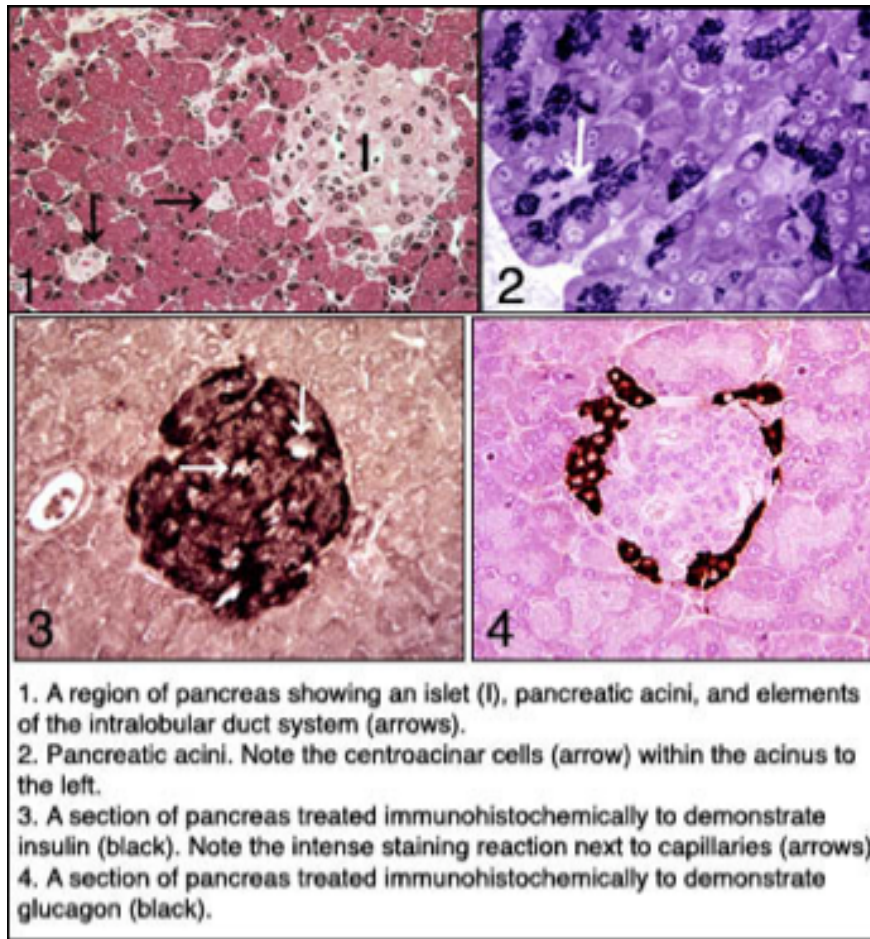 I
1
2
3
4
1. A region of pancreas showing an islet (I), pancreatic acini, and elements
of the intralobular duct system (arrows).
2. Pancreatic acini. Note the centroacinar cells (arrow) within the acinus to
the left.
3. A section of pancreas treated immunohistochemically to demonstrate
insulin (black). Note the intense staining reaction next to capillaries (arrows)
4. A section of pancreas treated immunohistochemically to demonstrate
glucagon (black).